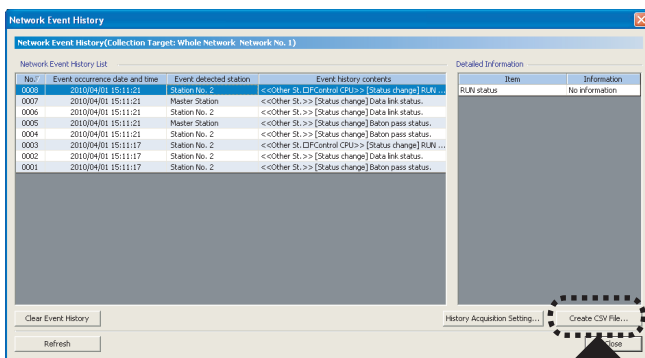 Network Event History
Network Event History(Collection Target: Whole Network Network No. 1)
Network Event History List
Detailed Information
No. Event occurrence date and time Event detected station Event history contents
Item Information
0008 2010/04/01 15:11:21 Station No. 2 <<Other St.□FControl CPU>> [Status change] RUN ...
RUN status No information
0007 2010/04/01 15:11:21 Master Station <<Other St.>> [Status change] Data link status.
0006 2010/04/01 15:11:21 Station No. 2 <<Other St.>> [Status change] Data link status.
0005 2010/04/01 15:11:21 Master Station <<Other St.>> [Status change] Baton pass status.
0004 2010/04/01 15:11:21 Station No. 2 <<Other St.>> [Status change] Baton pass status.
0003 2010/04/01 15:11:17 Station No. 2 <<Other St.□FControl CPU>> [Status change] RUN ...
0002 2010/04/01 15:11:17 Station No. 2 <<Other St.>> [Status change] Data link status.
0001 2010/04/01 15:11:17 Station No. 2 <<Other St.>> [Status change] Baton pass status.
Clear Event History
History Acquisition Setting...
Create CSV File...
Refresh